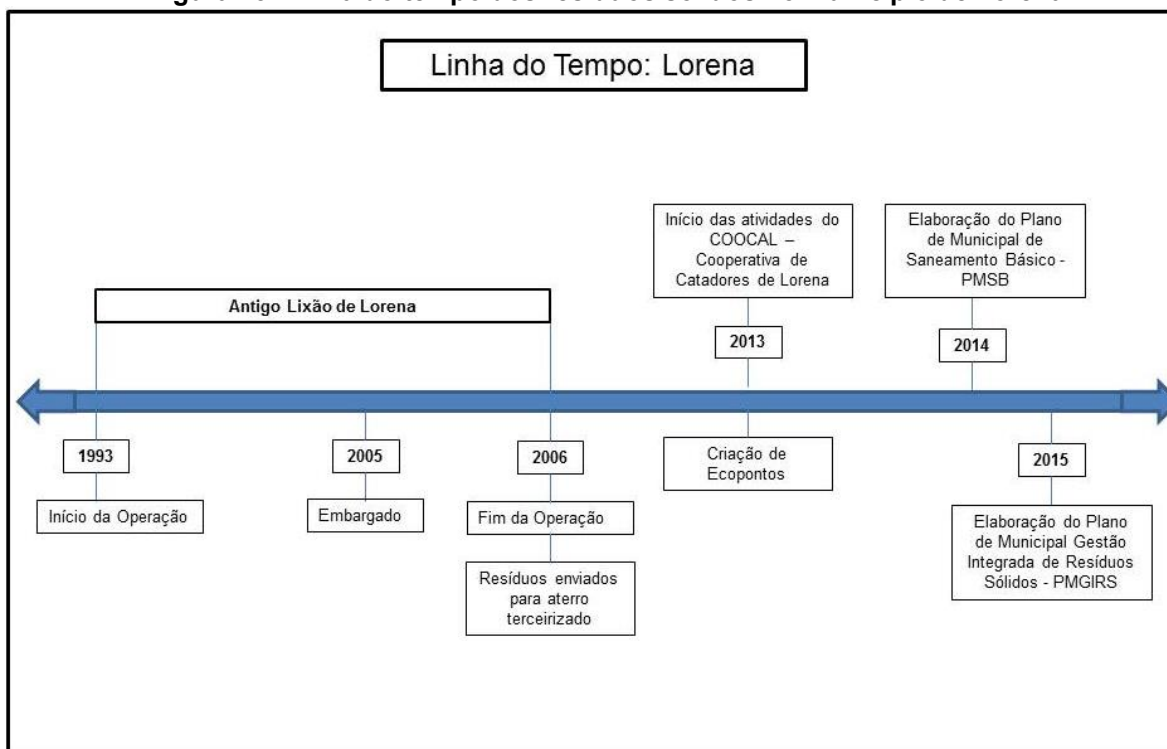 Linha do Tempo: Lorena
Início das atividades do
COOCAL –
Cooperativa de
Catadores de Lorena
Elaboração do Plano
de Municipal de
Saneamento Básico -
PMSB
Antigo Lixão de Lorena
2013
2014
1993
2005
2006
Criação de
Ecopontos
2015
Início da Operação
Embargado
Fim da Operação
Elaboração do Plano
de Municipal Gestão
Integrada de Resíduos
Sólidos - PMGIRS
Resíduos enviados
para aterro
terceirizado